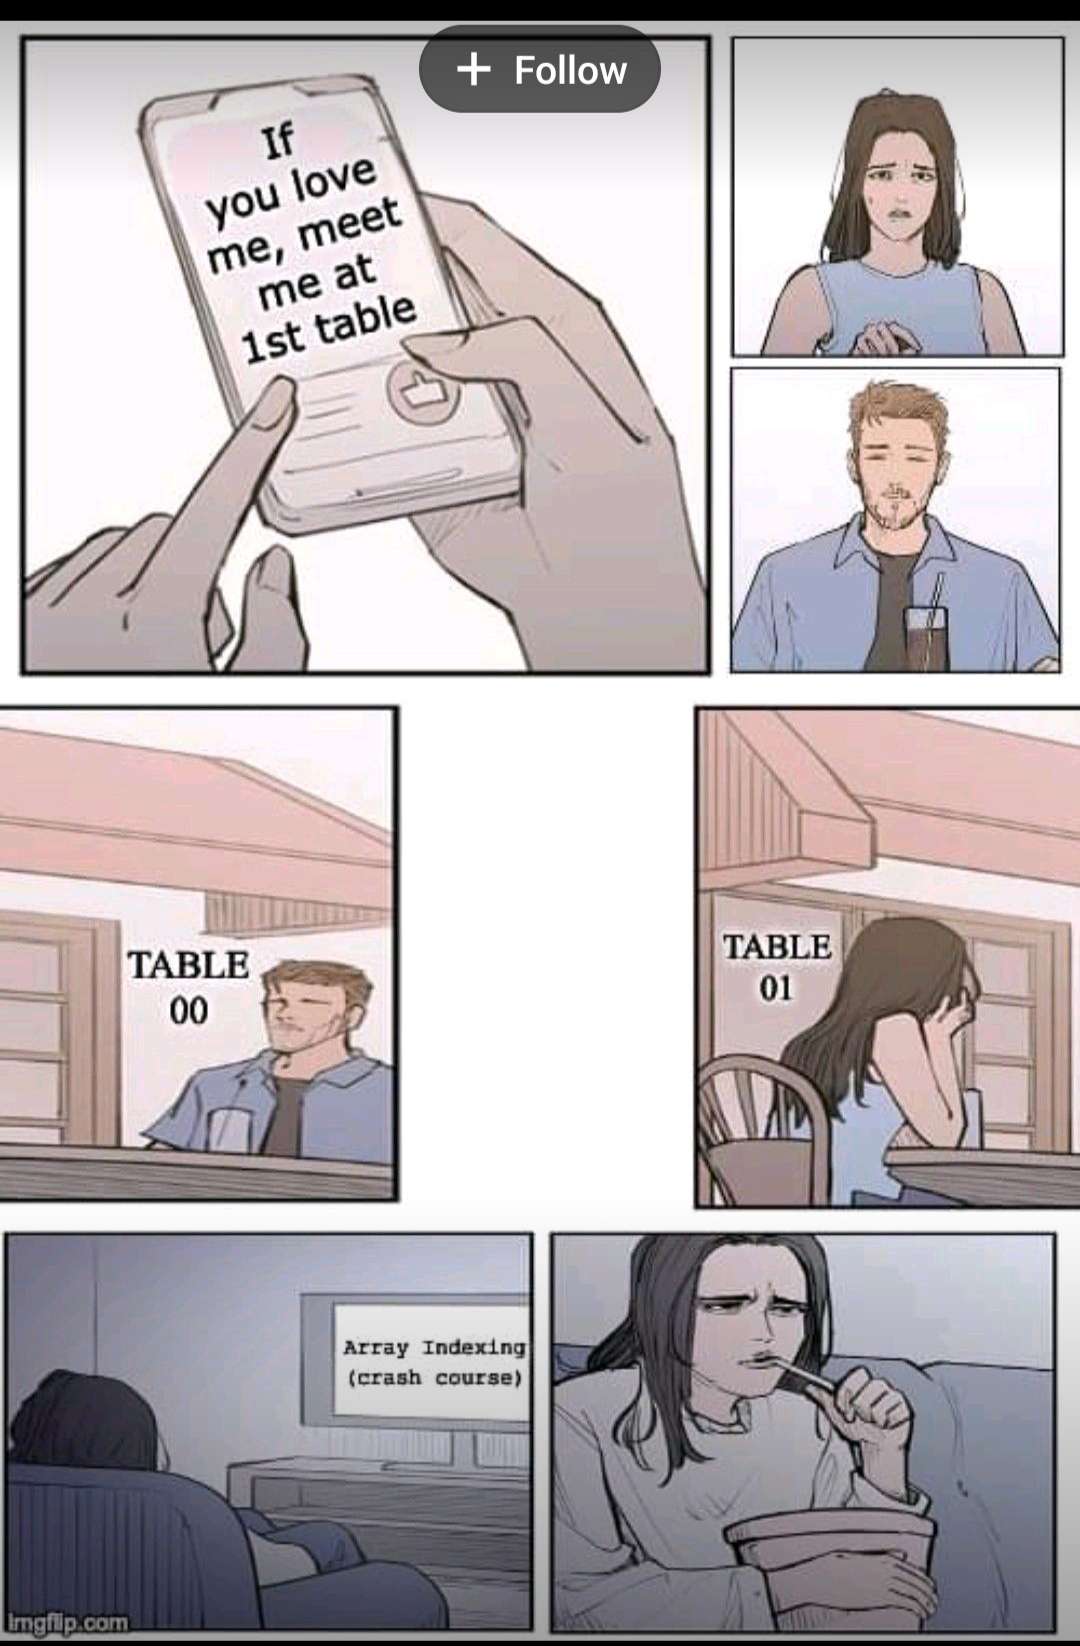 + Follow
If
you love
me, meet
me at
1st table
TABLE
00
TABLE
01
Array Indexing
(crash course)
imgflip.com